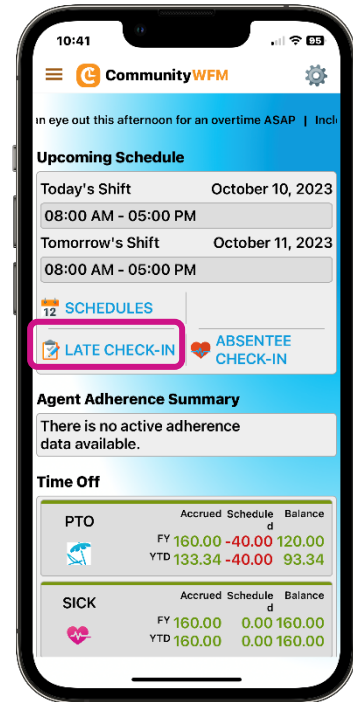 10:41
95
CommunityWFM
an eye out this afternoon for an overtime ASAP | Incl
Upcoming Schedule
Today's Shift October 10, 2023
08:00 AM - 05:00 PM
Tomorrow's Shift October 11, 2023
08:00 AM - 05:00 PM
12 SCHEDULES
LATE CHECK-IN
ABSENTEE
CHECK-IN
Agent Adherence Summary
There is no active adherence
data available.
Time Off
PTO
Accrued Schedule Balance
d
FY 160.00 -40.00 120.00
YTD 133.34 -40.00 93.34
SICK
Accrued Schedule Balance
d
FY 160.00 0.00 160.00
YTD 160.00 0.00 160.00